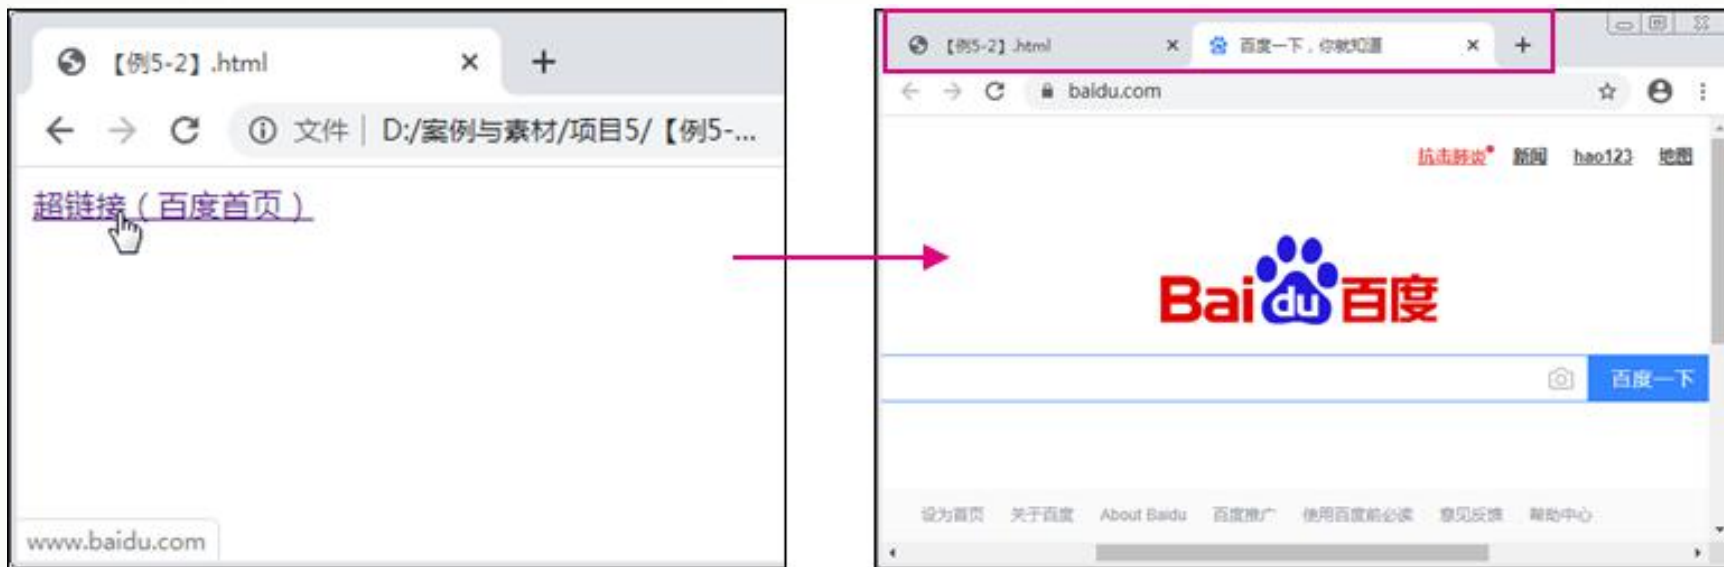 【例5-2】.html
文件 | D:/案例与素材/项目5/【例5-...
超链接（百度首页）
www.baidu.com
【例5-2】.html 百度一下，你就知道
baidu.com
抗击肺炎 新闻 hao123 地图
Bai du 百度
百度一下
设为首页 关于百度 About Baidu 百度推广 使用百度前必读 意见反馈 帮助中心